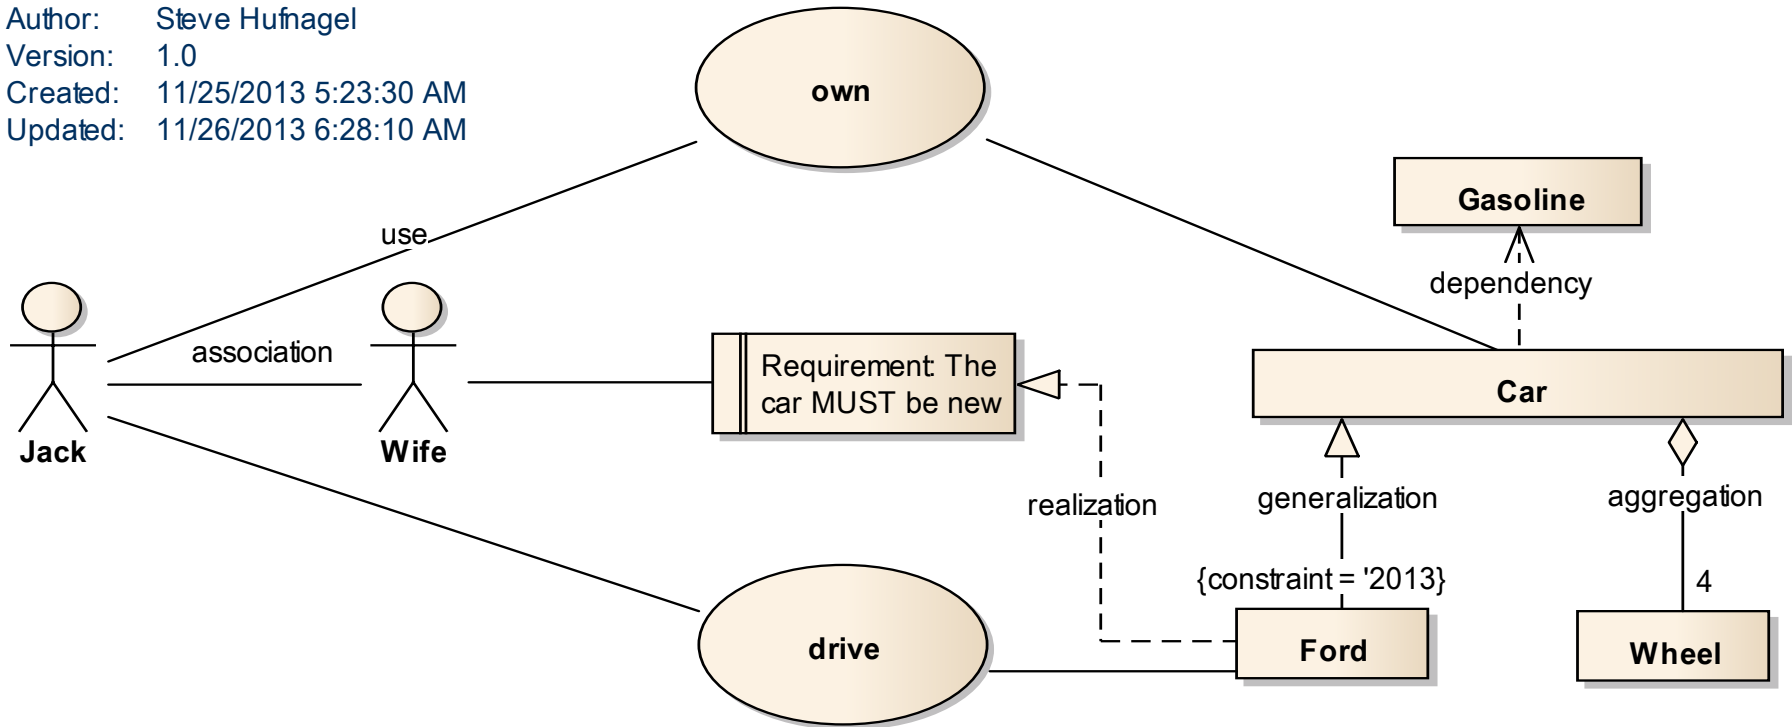 Author: Steve Hufnagel
Version: 1.0
Created: 11/25/2013 5:23:30 AM
Updated: 11/26/2013 6:28:10 AM
own
Gasoline
use
dependency
association
Requirement: The
car MUST be new
Car
Jack
Wife
realization
generalization
aggregation
{constraint = '2013}
4
drive
Ford
Wheel